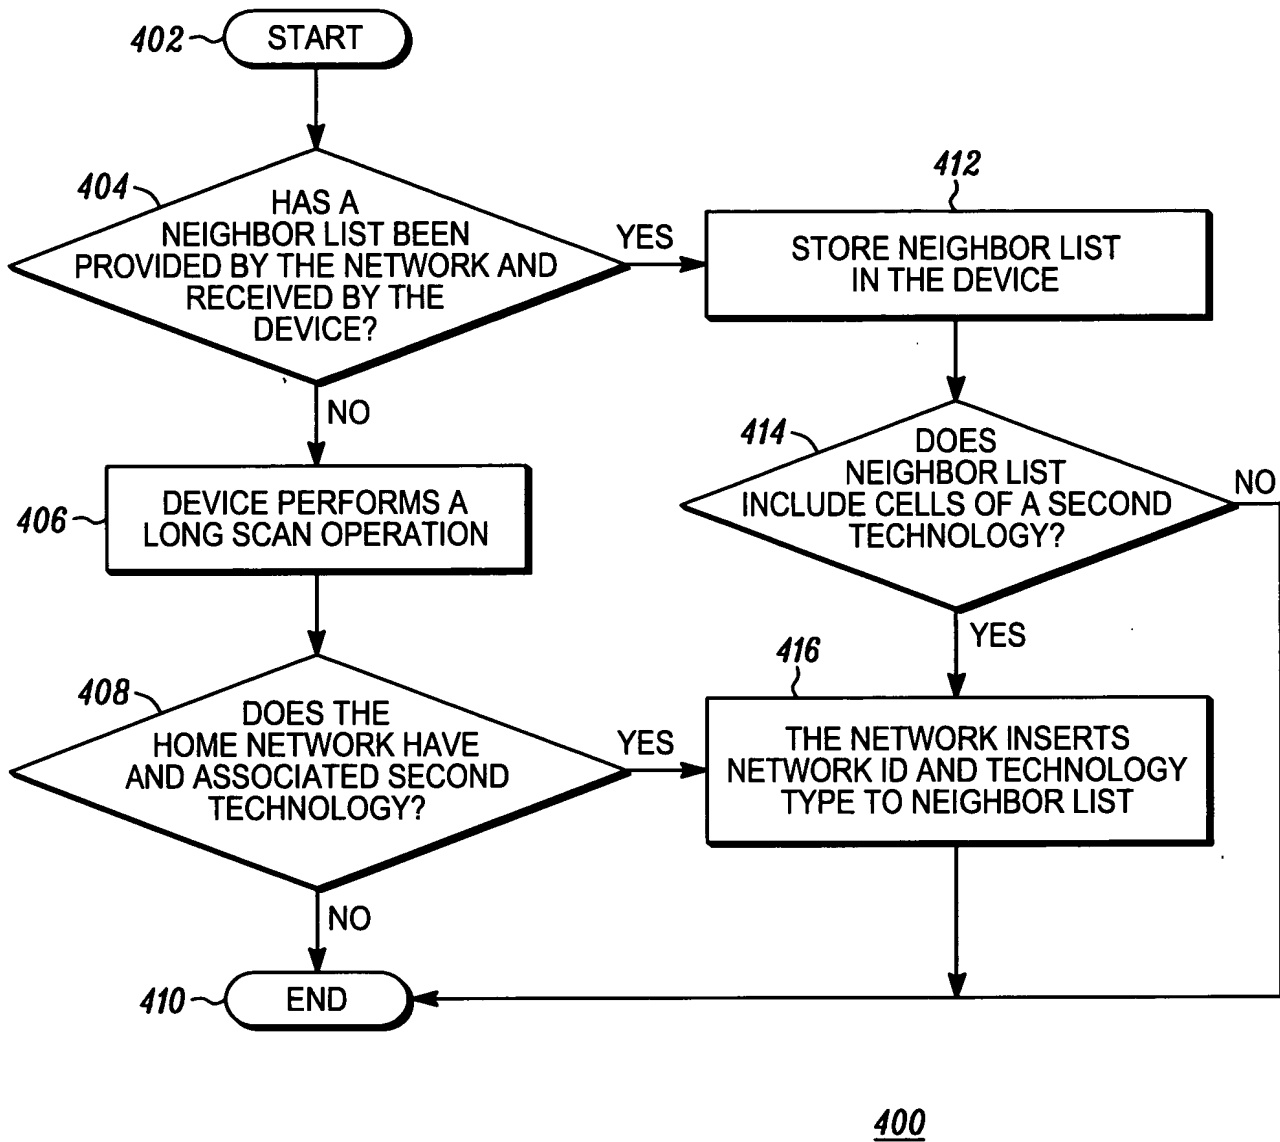 402
START
404
HAS A
NEIGHBOR LIST BEEN
PROVIDED BY THE NETWORK AND
RECEIVED BY THE
DEVICE?
YES
412
STORE NEIGHBOR LIST
IN THE DEVICE
NO
414
DOES
NEIGHBOR LIST
INCLUDE CELLS OF A SECOND
TECHNOLOGY?
NO
406
DEVICE PERFORMS A
LONG SCAN OPERATION
YES
408
DOES THE
HOME NETWORK HAVE
AND ASSOCIATED SECOND
TECHNOLOGY?
YES
416
THE NETWORK INSERTS
NETWORK ID AND TECHNOLOGY
TYPE TO NEIGHBOR LIST
NO
410
END
400